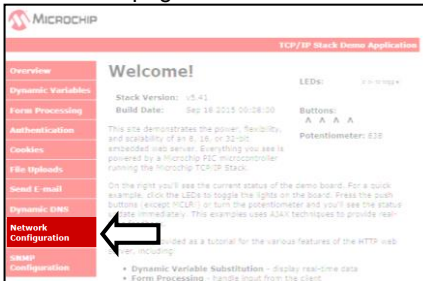 MICROCHIP
TCP/IP Stack Demo Application
Overview
Dynamic Variables
Form Processing
Authentication
Cookies
File Uploads
Send E-mail
Dynamic DNS
Network
Configuration
SNMP
Configuration
Welcome!
Stack Version: v5.41
Build Date: Sep 16 2015 00:08:20
LEDs:
Buttons:
Λ Λ Λ Λ
Potentiometer: 638
This site demonstrates the power, flexibility,
and scalability of an 8, 16, or 32-bit
embedded web server. Everything you see is
powered by a Microchip PIC microcontroller
running the Microchip TCP/IP Stack.
On the right you'll see the current status of the demo board. For a quick
example, click the LEDs to toggle the lights on the board. Press the push
buttons (except MCLR!) or turn the potentiometer and you'll see the status
update immediately. This examples uses AJAX techniques to provide real-
provided as a tutorial for the various features of the HTTP web
server, including:
• Dynamic Variable Substitution - display real-time data
• Form Processing - handle input from the client